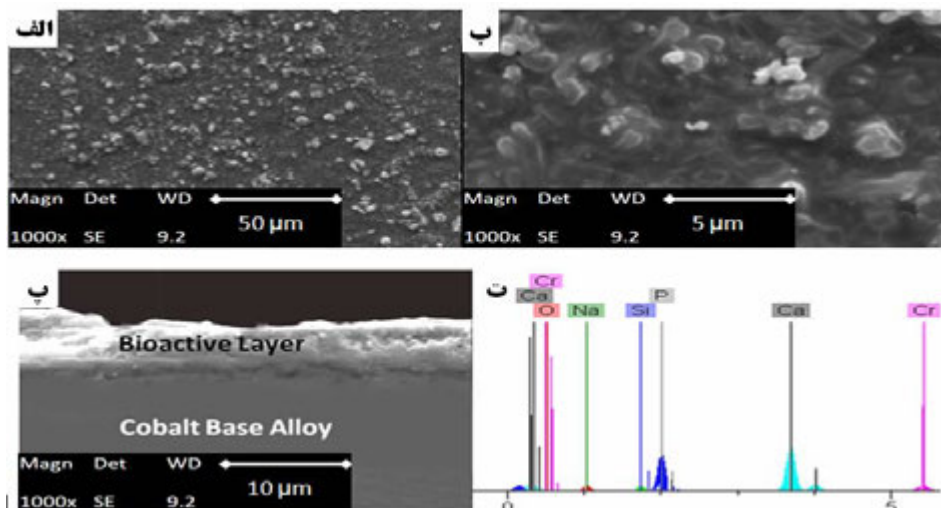 الف
Magn Det WD
50 µm
1000x SE 9.2
پ
Magn Det WD
5 µm
1000x SE 9.2
پ
Bioactive Layer
Cobalt Base Alloy
Magn Det WD
10 µm
1000x SE 9.2
ت
Cr
Ca
P
O Na Si Ca Cr
0 5